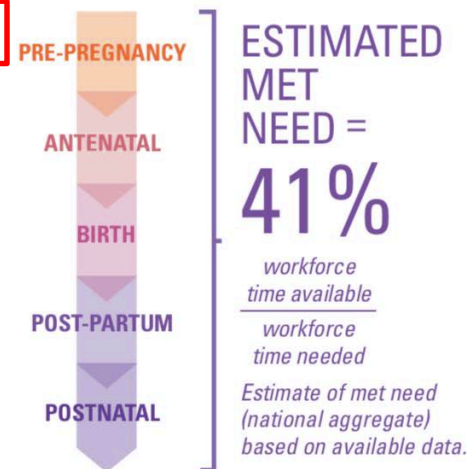 PRE-PREGNANCY
ANTENATAL
BIRTH
POST-PARTUM
POSTNATAL
ESTIMATED
MET
NEED =
41%
workforce
time available
workforce
time needed
Estimate of met need
(national aggregate)
based on available data.